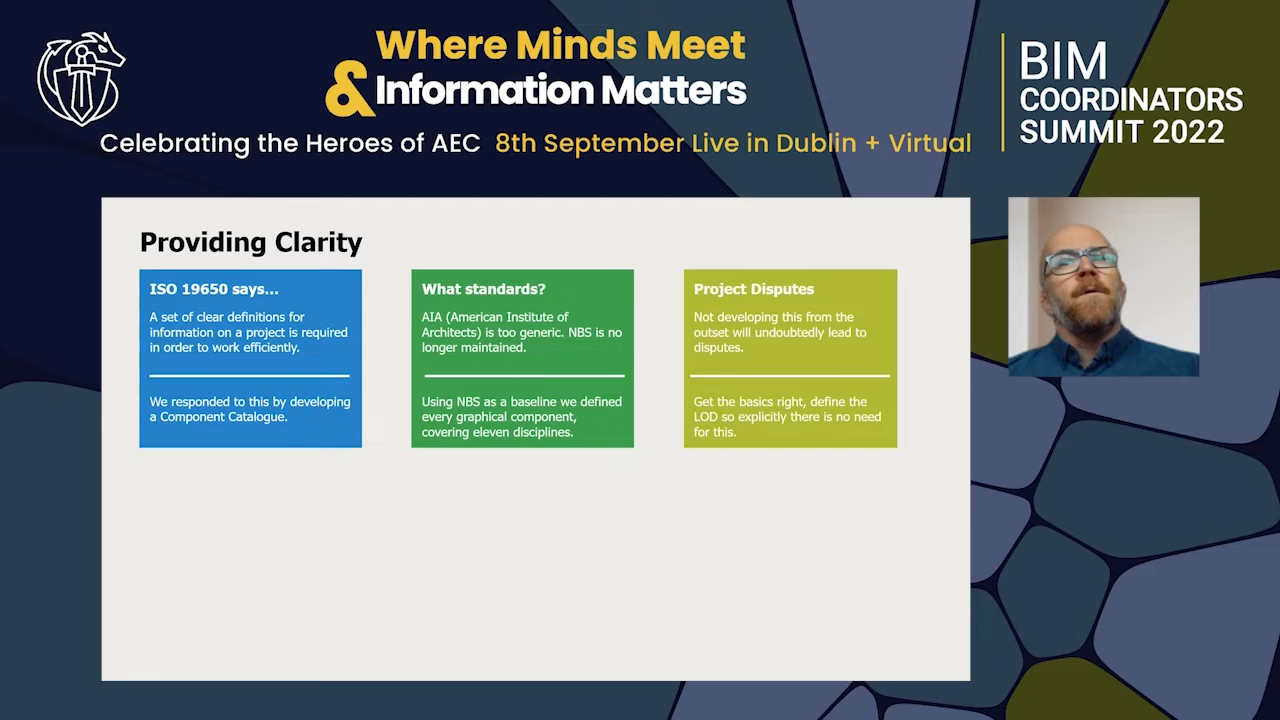 Where Minds Meet
& Information Matters
Celebrating the Heroes of AEC 8th September Live in Dublin + Virtual
BIM
COORDINATORS
SUMMIT 2022
Providing Clarity
ISO 19650 says...
A set of clear definitions for
information on a project is required
in order to work efficiently.
We responded to this by developing
a Component Catalogue.
What standards?
AIA (American Institute of
Architects) is too generic. NBS is no
longer maintained.
Using NBS as a baseline we defined
every graphical component,
covering eleven disciplines.
Project Disputes
Not developing this from the
outset will undoubtedly lead to
disputes.
Get the basics right, define the
LOD so explicitly there is no need
for this.